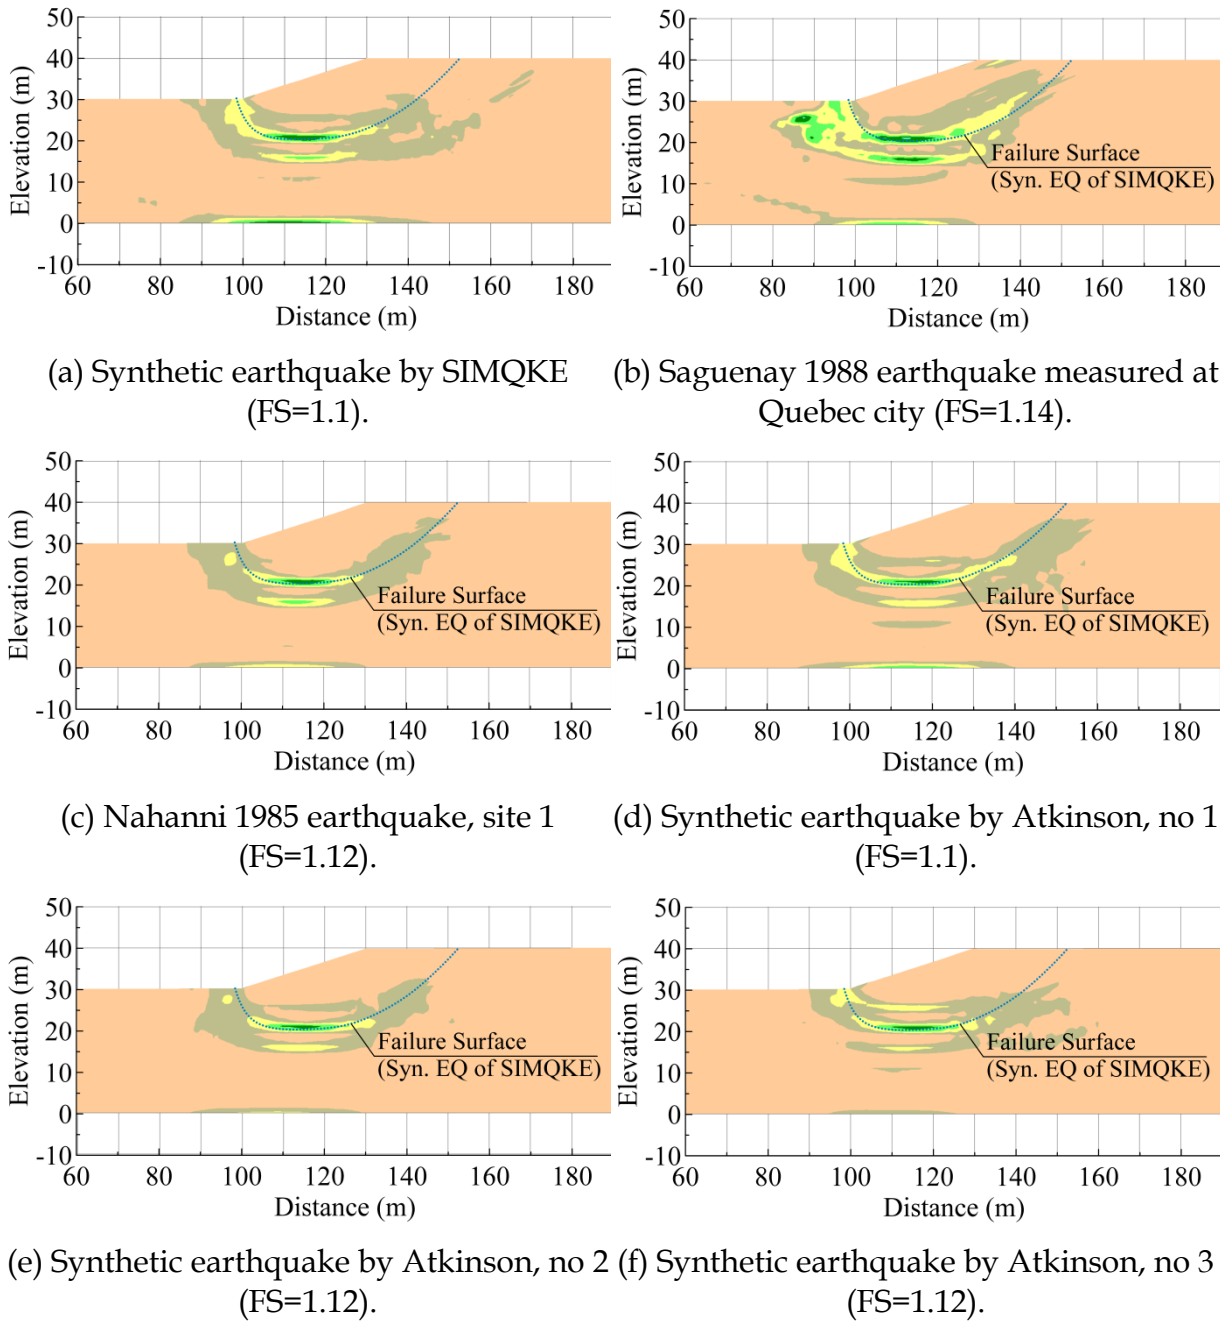 50
40
30
20
10
0
-10
Elevation (m)
60
80
100
120
140
160
180
Distance (m)
(a) Synthetic earthquake by SIMQKE
(FS=1.1).
50
40
30
20
10
0
-10
Elevation (m)
Failure Surface
(Syn. EQ of SIMQKE)
60
80
100
120
140
160
180
Distance (m)
(b) Saguenay 1988 earthquake measured at
Quebec city (FS=1.14).
50
40
30
20
10
0
-10
Elevation (m)
Failure Surface
(Syn. EQ of SIMQKE)
60
80
100
120
140
160
180
Distance (m)
(c) Nahanni 1985 earthquake, site 1
(FS=1.12).
50
40
30
20
10
0
-10
Elevation (m)
Failure Surface
(Syn. EQ of SIMQKE)
60
80
100
120
140
160
180
Distance (m)
(d) Synthetic earthquake by Atkinson, no 1
(FS=1.1).
50
40
30
20
10
0
-10
Elevation (m)
Failure Surface
(Syn. EQ of SIMQKE)
60
80
100
120
140
160
180
Distance (m)
(e) Synthetic earthquake by Atkinson, no 2
(FS=1.12).
50
40
30
20
10
0
-10
Elevation (m)
Failure Surface
(Syn. EQ of SIMQKE)
60
80
100
120
140
160
180
Distance (m)
(f) Synthetic earthquake by Atkinson, no 3
(FS=1.12).